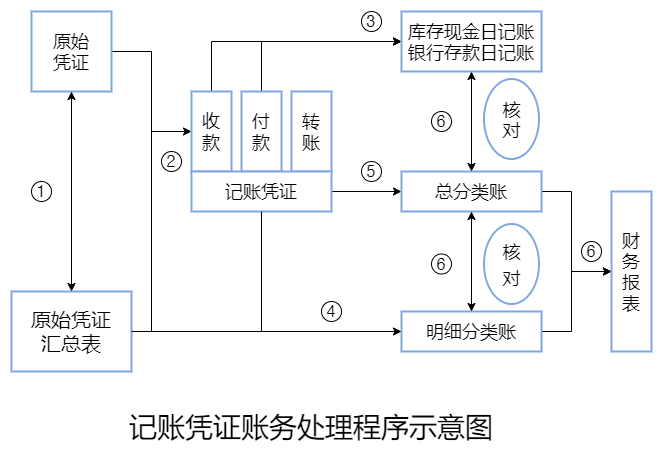 原始
凭证
①
原始凭证
汇总表
②
收款
付款
转账
记账凭证
③
库存现金日记账
银行存款日记账
⑥
核对
⑤
总分类账
⑥
核对
④
明细分类账
⑥
财务报表
记账凭证账务处理程序示意图